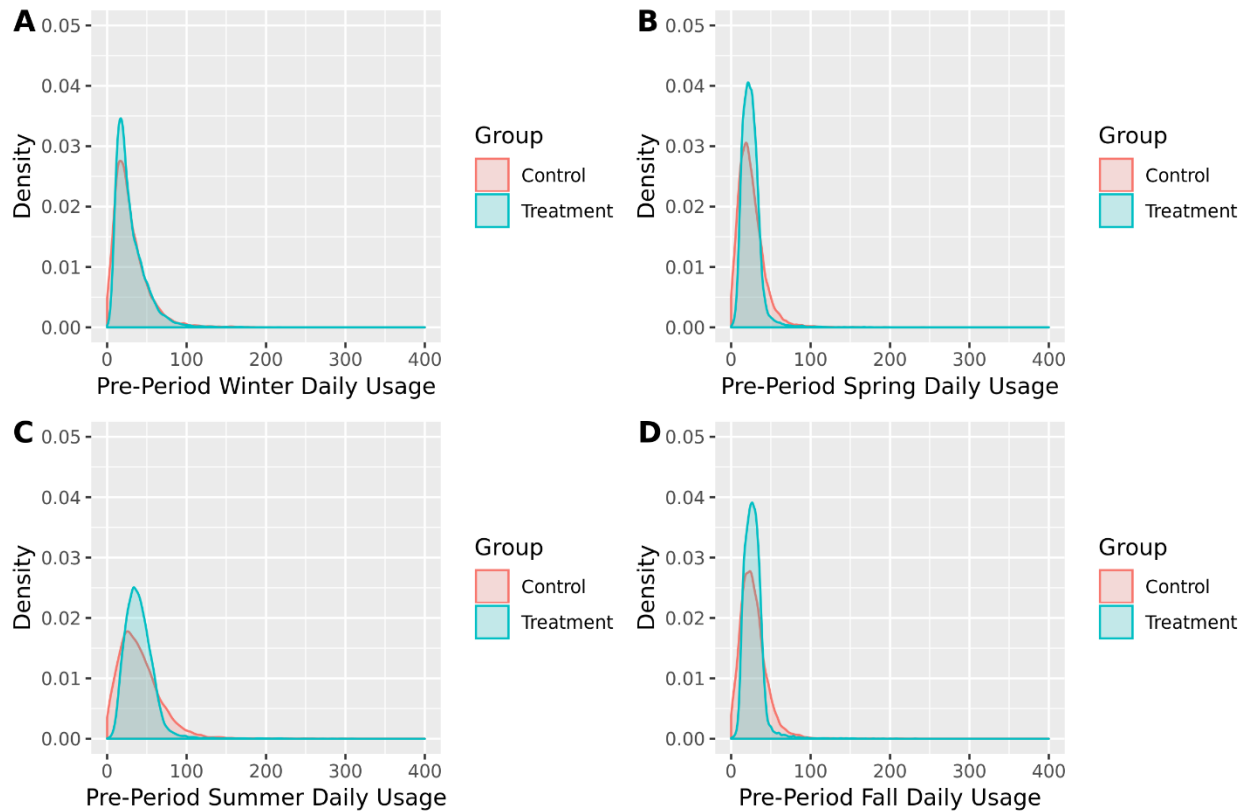 A
0.05
0.04
0.03
0.02
0.01
0.00
Density
0 100 200 300 400
Pre-Period Winter Daily Usage
Group
Control
Treatment
B
0.05
0.04
0.03
0.02
0.01
0.00
Density
0 100 200 300 400
Pre-Period Spring Daily Usage
Group
Control
Treatment
C
0.05
0.04
0.03
0.02
0.01
0.00
Density
0 100 200 300 400
Pre-Period Summer Daily Usage
Group
Control
Treatment
D
0.05
0.04
0.03
0.02
0.01
0.00
Density
0 100 200 300 400
Pre-Period Fall Daily Usage
Group
Control
Treatment